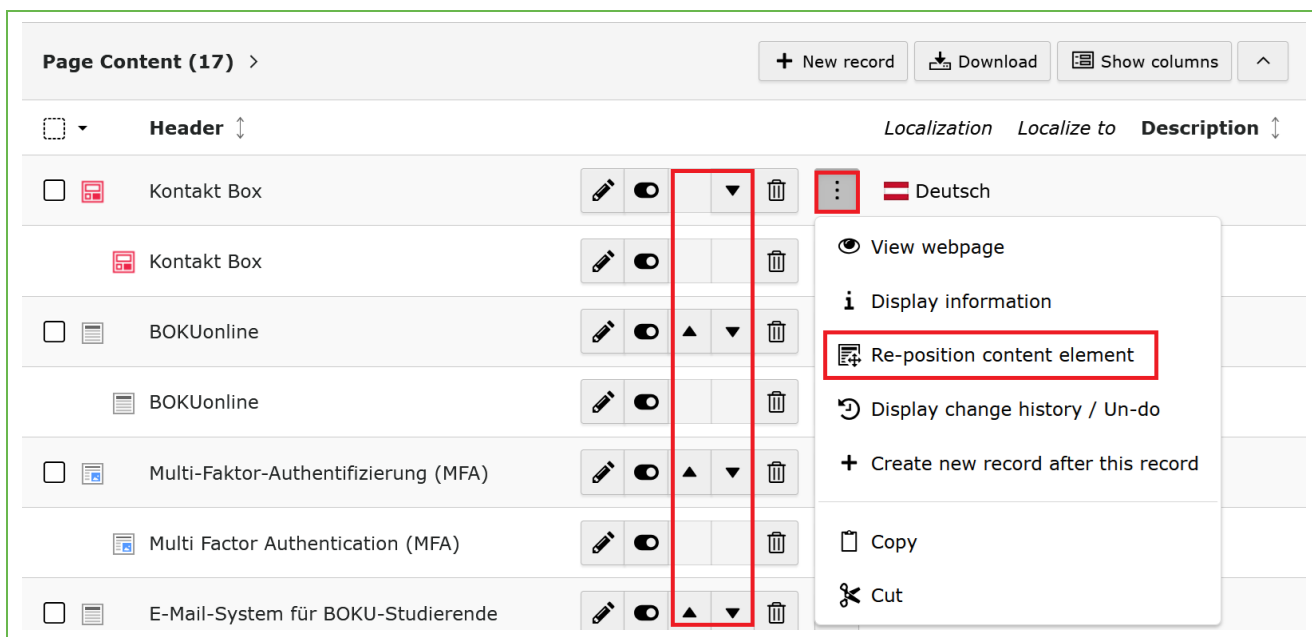 Page Content (17) >
+ New record Download Show columns
Header Localization Localize to Description
Kontakt Box Deutsch
View webpage
Kontakt Box
Display information
BOKUonline
Re-position content element
BOKUonline
Display change history / Un-do
Create new record after this record
Multi-Faktor-Authentifizierung (MFA)
Multi Factor Authentication (MFA)
Copy
Cut
E-Mail-System für BOKU-Studierende